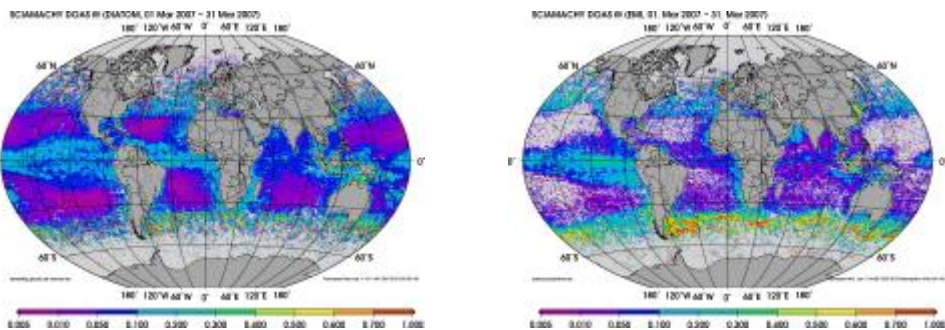 SCIAMACHY DOAS fit (DIATOM, 01 Mar 2007 – 31 Mar 2007)
180° 120°W 60°W 0° 60°E 120°E 180°
60°N
60°N
0°
60°S
60°S
180° 120°W 60°W 0° 60°E 120°E 180°
0.005 0.010 0.050 0.100 0.200 0.300 0.400 0.500 0.600 0.700 1.000
SCIAMACHY DOAS fit (EMI, 01. Mar 2007 – 31. Mar 2007)
180° 120°W 60°W 0° 60°E 120°E 180°
60°N
60°N
0°
0°
60°S
60°S
180° 120°W 60°W 0° 60°E 120°E 180°
0.005 0.010 0.050 0.100 0.200 0.300 0.400 0.500 0.600 0.700 1.000